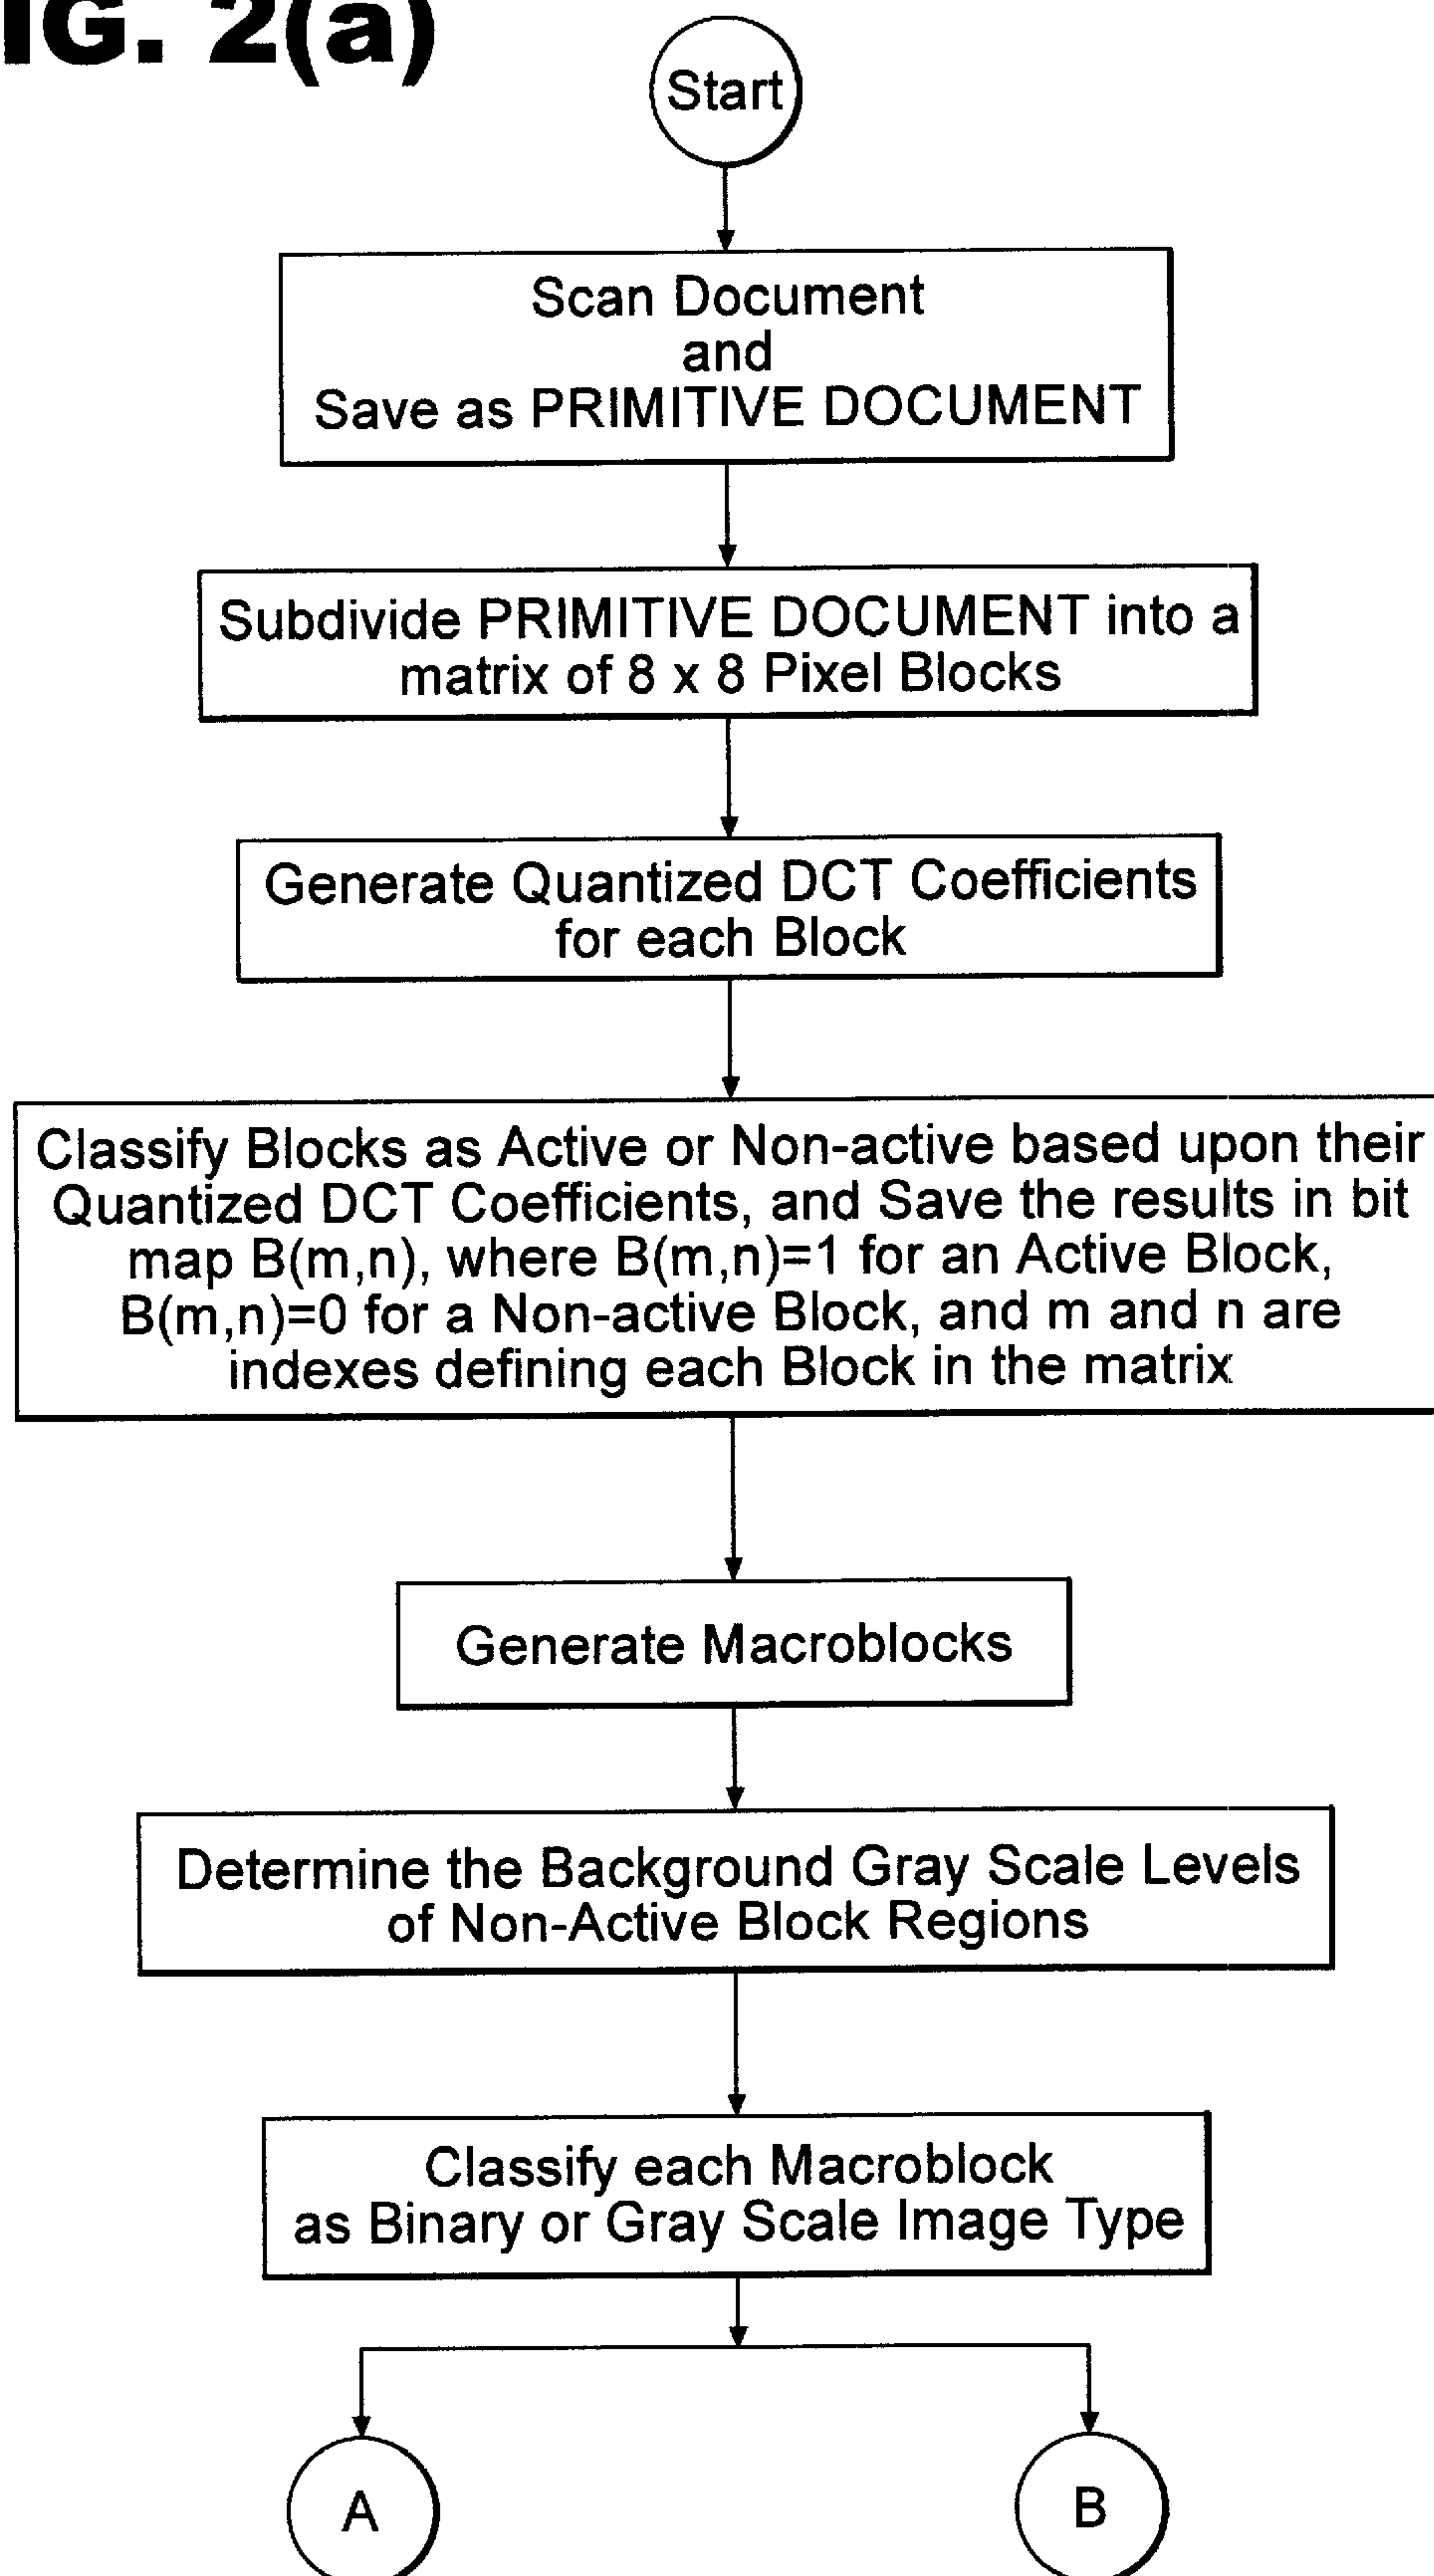 IG. 2(a)
Start
Scan Document
and
Save as PRIMITIVE DOCUMENT
Subdivide PRIMITIVE DOCUMENT into a
matrix of 8 x 8 Pixel Blocks
Generate Quantized DCT Coefficients
for each Block
Classify Blocks as Active or Non-active based upon their
Quantized DCT Coefficients, and Save the results in bit
map B(m,n), where B(m,n)=1 for an Active Block,
B(m,n)=0 for a Non-active Block, and m and n are
indexes defining each Block in the matrix
Generate Macroblocks
Determine the Background Gray Scale Levels
of Non-Active Block Regions
Classify each Macroblock
as Binary or Gray Scale Image Type
A
B